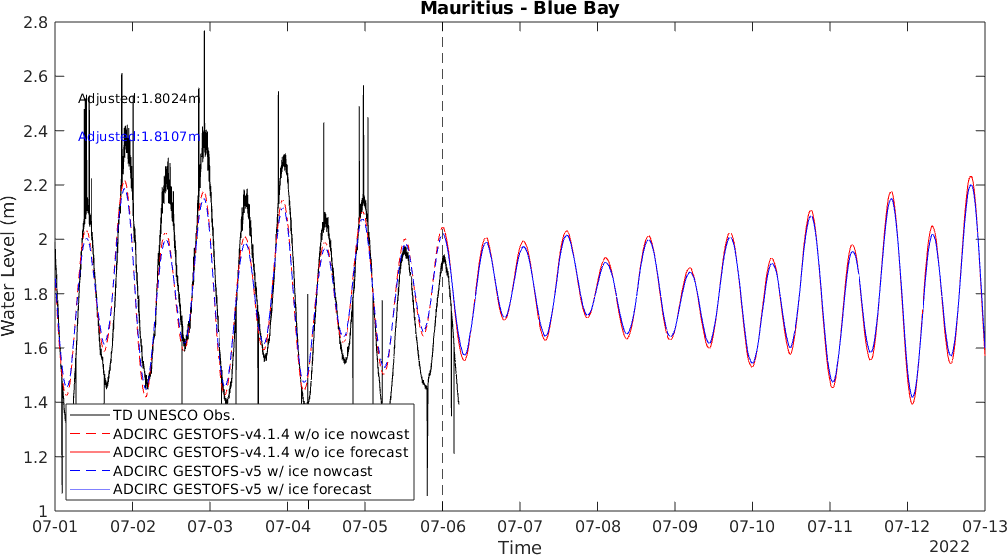 Mauritius - Blue Bay
2.8
2.6
2.4
2.2
2
1.8
1.6
1.4
1.2
1
Water Level (m)
Adjusted:1.8024m
Adjusted:1.8107m
TD UNESCO Obs.
ADCIRC GESTOFS-v4.1.4 w/o ice nowcast
ADCIRC GESTOFS-v4.1.4 w/o ice forecast
ADCIRC GESTOFS-v5 w/ ice nowcast
ADCIRC GESTOFS-v5 w/ ice forecast
07-01 07-02 07-03 07-04 07-05 07-06 07-07 07-08 07-09 07-10 07-11 07-12 07-13
Time
2022